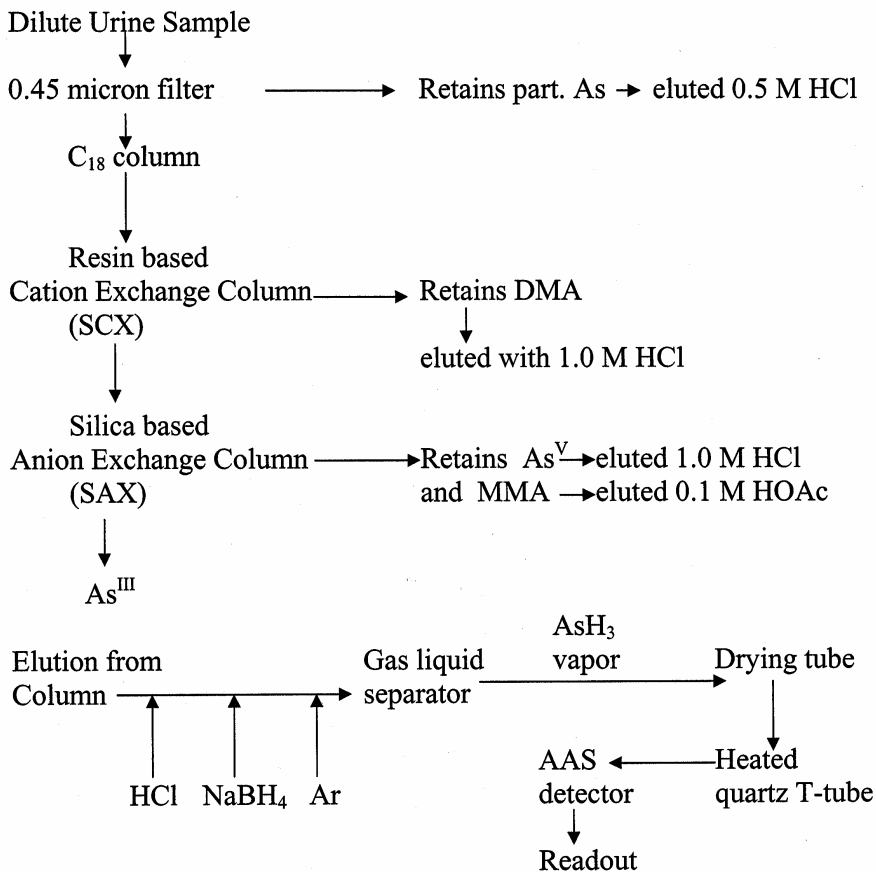 Dilute Urine Sample
0.45 micron filter
Retains part. As
eluted 0.5 M HCl
C₁₈ column
Resin based
Cation Exchange Column
(SCX)
Retains DMA
eluted with 1.0 M HCl
Silica based
Anion Exchange Column
(SAX)
Retains Asⱽ
eluted 1.0 M HCl
and MMA
eluted 0.1 M HOAc
Asᴵᴵᴵ
Elution from
Column
HCl
NaBH₄
Ar
Gas liquid
separator
AsH₃
vapor
Drying tube
Heated
quartz T-tube
AAS
detector
Readout